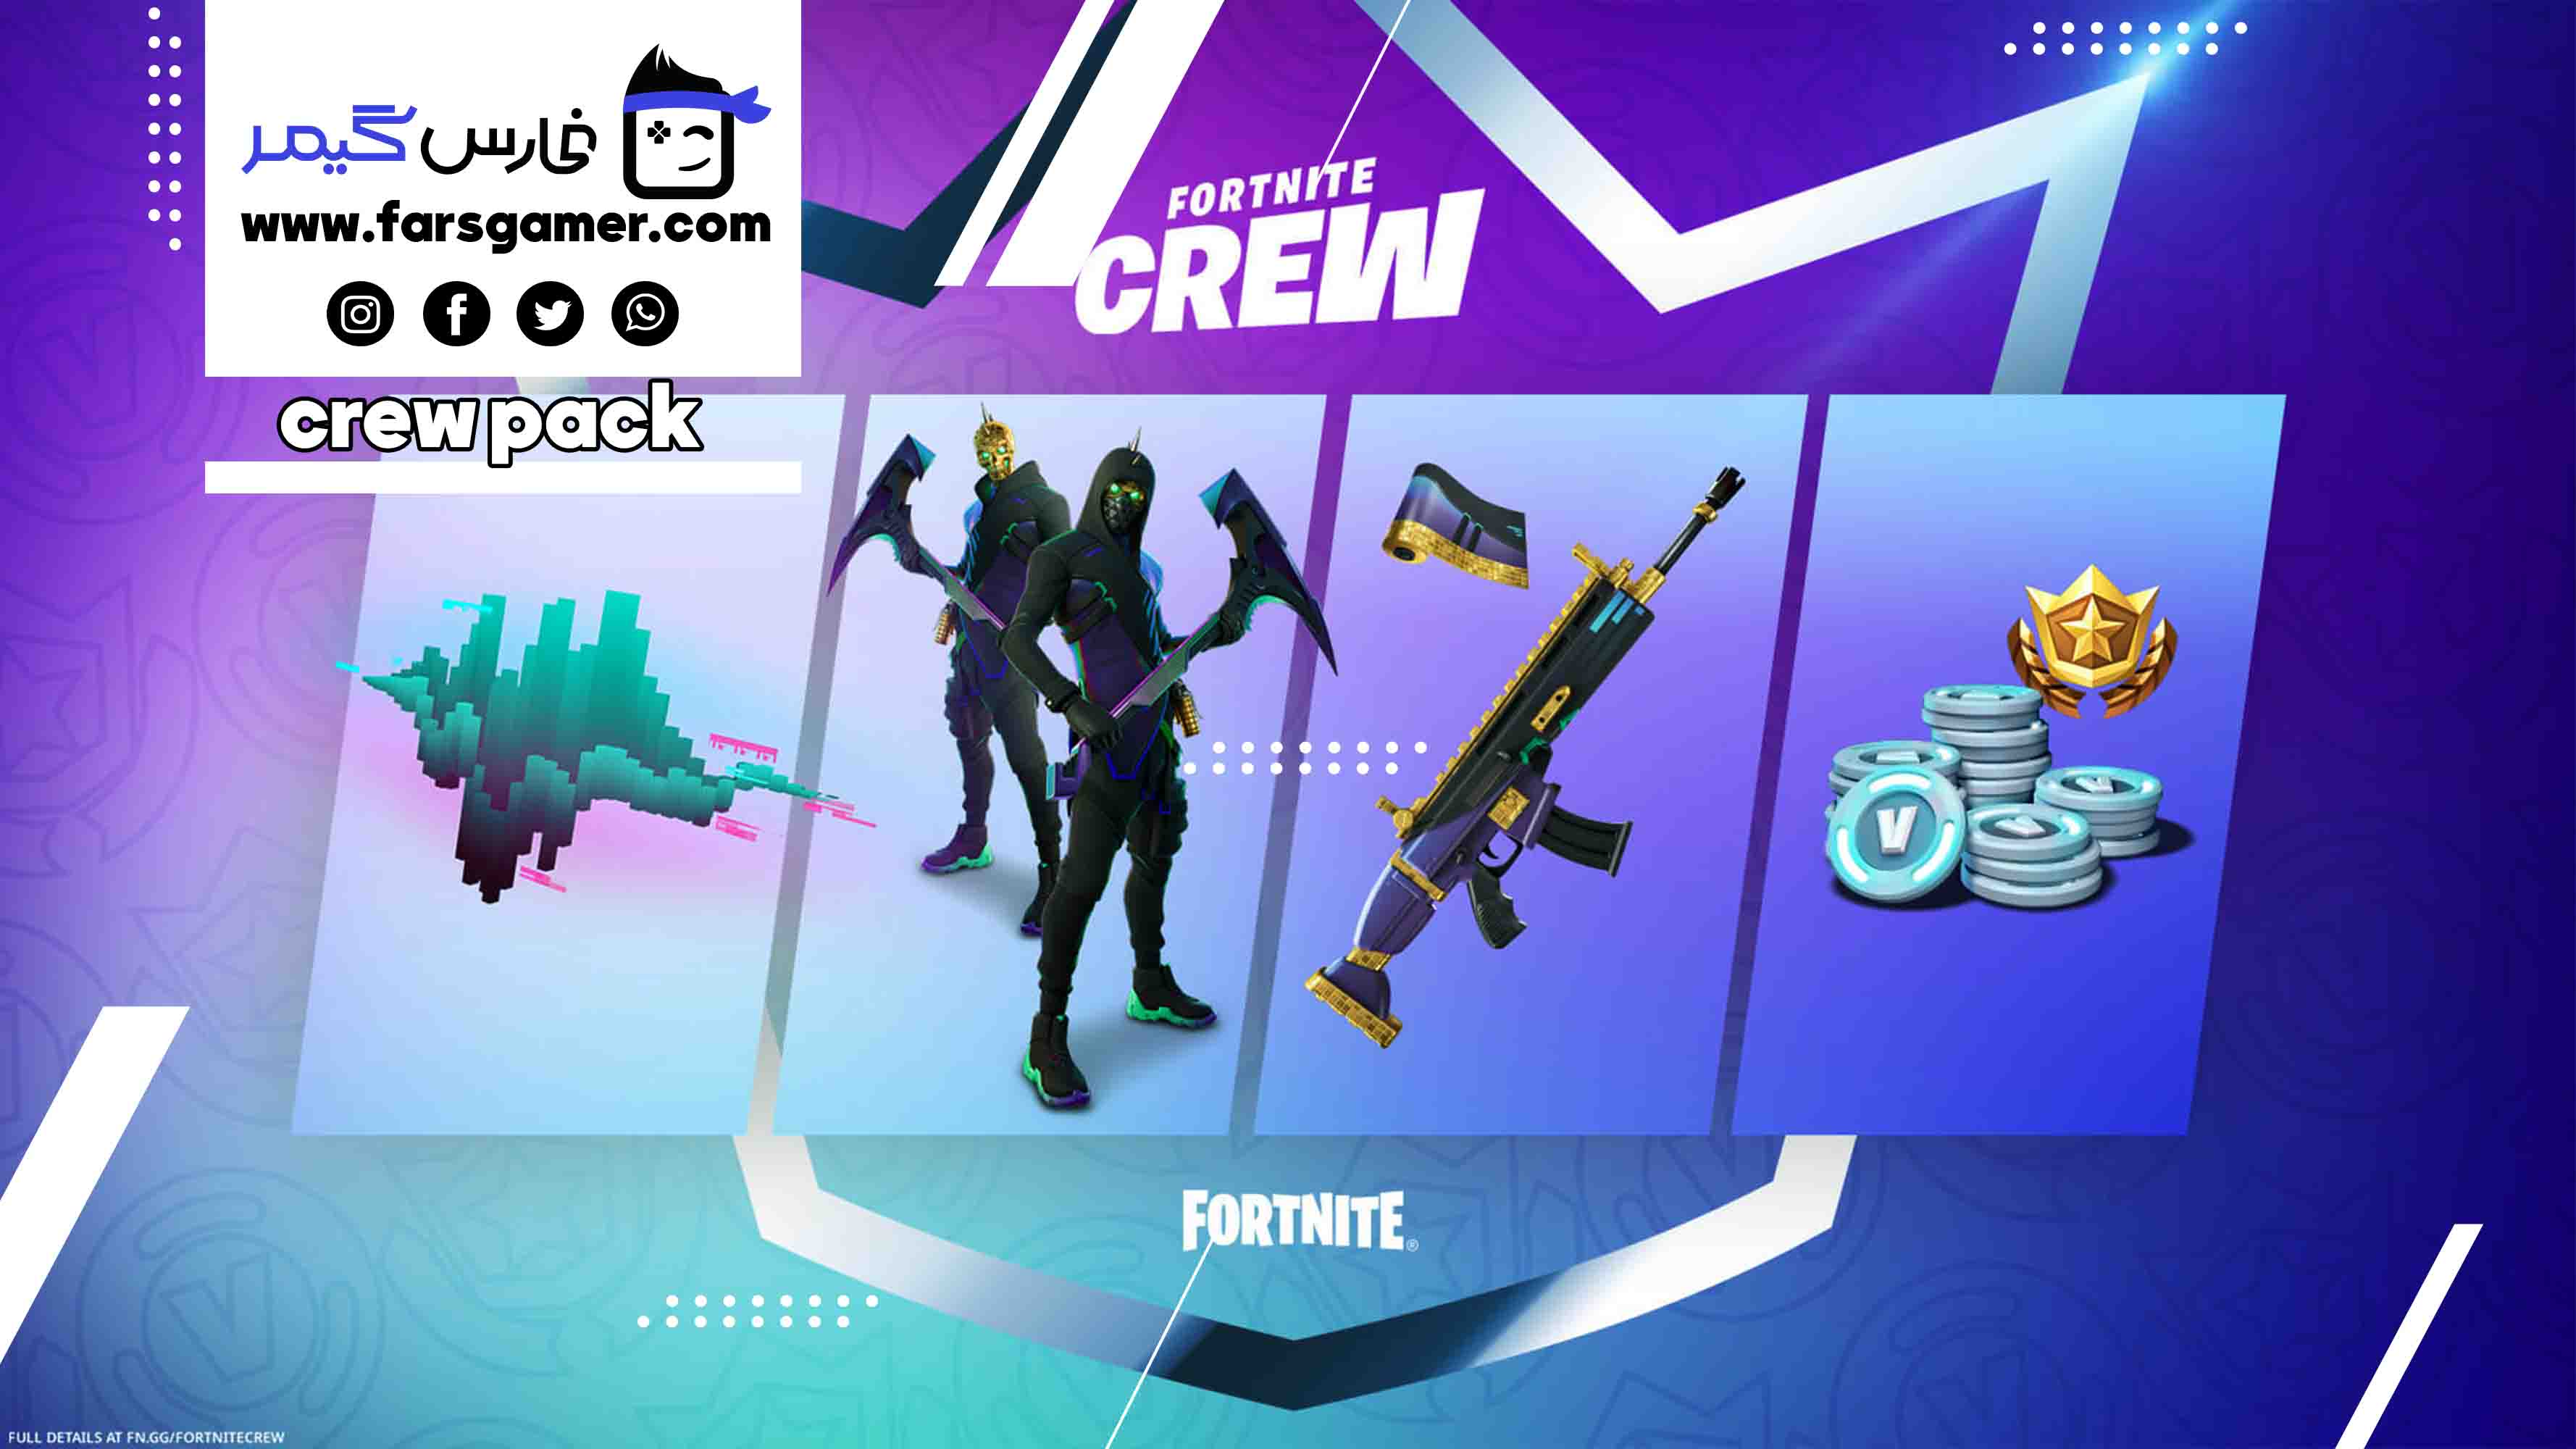 فارس گیمر
www.farsgamer.com
crew pack
FORTNITE
CREW
FORTNITE®
FULL DETAILS AT FN.GG/FORTNITECREW